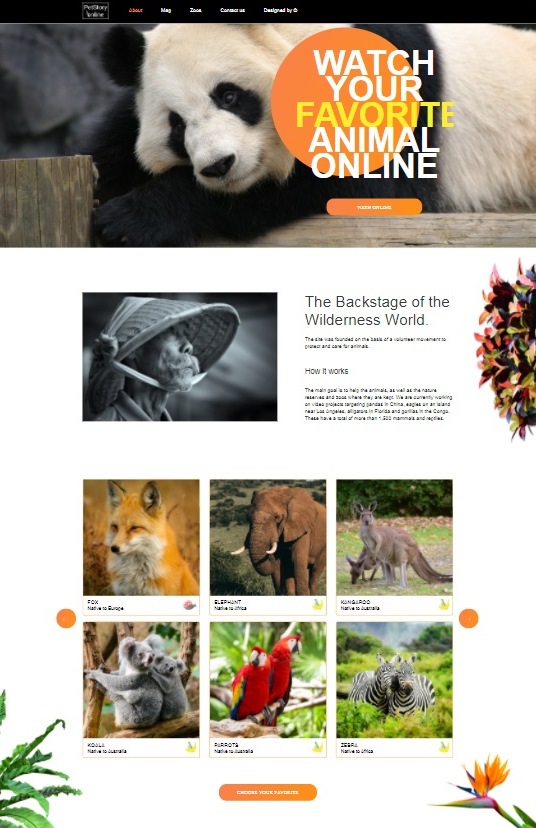 PetStory
online
About Map Zoos Contact us Designed by ©
WATCH
YOUR
FAVORITE
ANIMAL
ONLINE
The Backstage of the
Wilderness World.
The site was founded on the basis of a volunteer movement to
protect and care for animals.
How it works
The main goal is to help the animals, as well as the nature
reserves and zoos where they are kept. We are currently working
on video projects targeting pandas in China, eagles on an island
near Los Angeles, alligators in Florida and gorillas in the Congo.
These have a total of more than 1,500 mammals and reptiles.
FOX
Native to Europe
ELEPHANT
Native to Africa
KANGAROO
Native to Australia
KOALA
Native to Australia
PARROTS
Native to Australia
ZEBRA
Native to Africa
CHOOSE YOUR FAVORITE